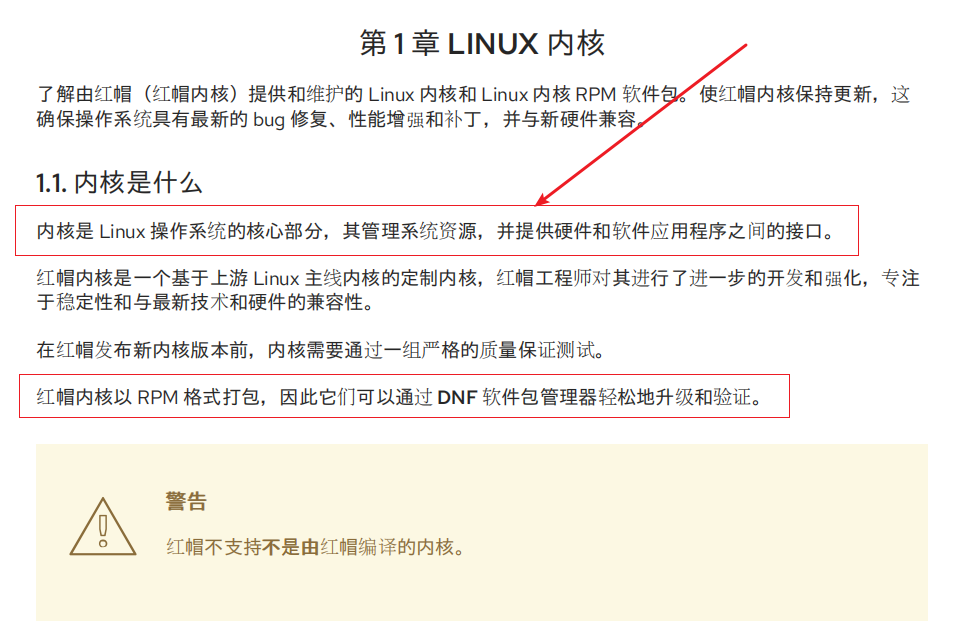 第 1 章 LINUX 内核
了解由红帽（红帽内核）提供和维护的 Linux 内核和 Linux 内核 RPM 软件包。使红帽内核保持更新，这
确保操作系统具有最新的 bug 修复、性能增强和补丁，并与新硬件兼容。
1.1. 内核是什么
内核是 Linux 操作系统的核心部分，其管理系统资源，并提供硬件和软件应用程序之间的接口。
红帽内核是一个基于上游 Linux 主线内核的定制内核，红帽工程师对其进行了进一步的开发和强化，专注
于稳定性和与最新技术和硬件的兼容性。
在红帽发布新内核版本前，内核需要通过一组严格的质量保证测试。
红帽内核以 RPM 格式打包，因此它们可以通过 DNF 软件包管理器轻松地升级和验证。
警告
红帽不支持不是由红帽编译的内核。